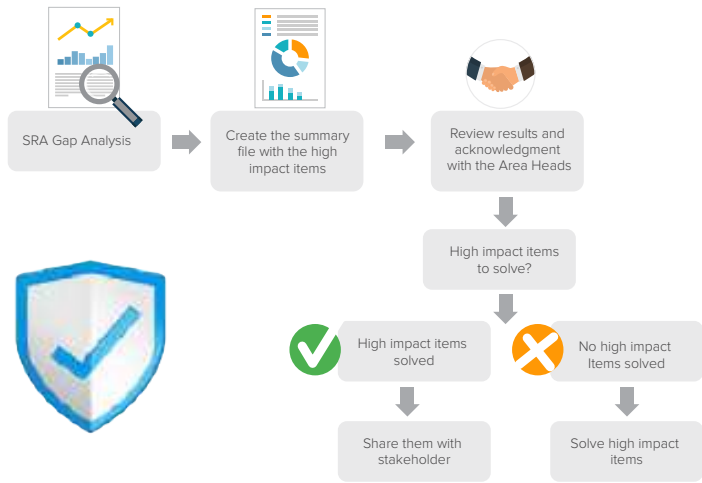 SRA Gap Analysis
Create the summary
file with the high
impact items
Review results and
acknowledgment
with the Area Heads
High impact items
to solve?
High impact items
solved
No high impact
Items solved
Share them with
stakeholder
Solve high impact
items